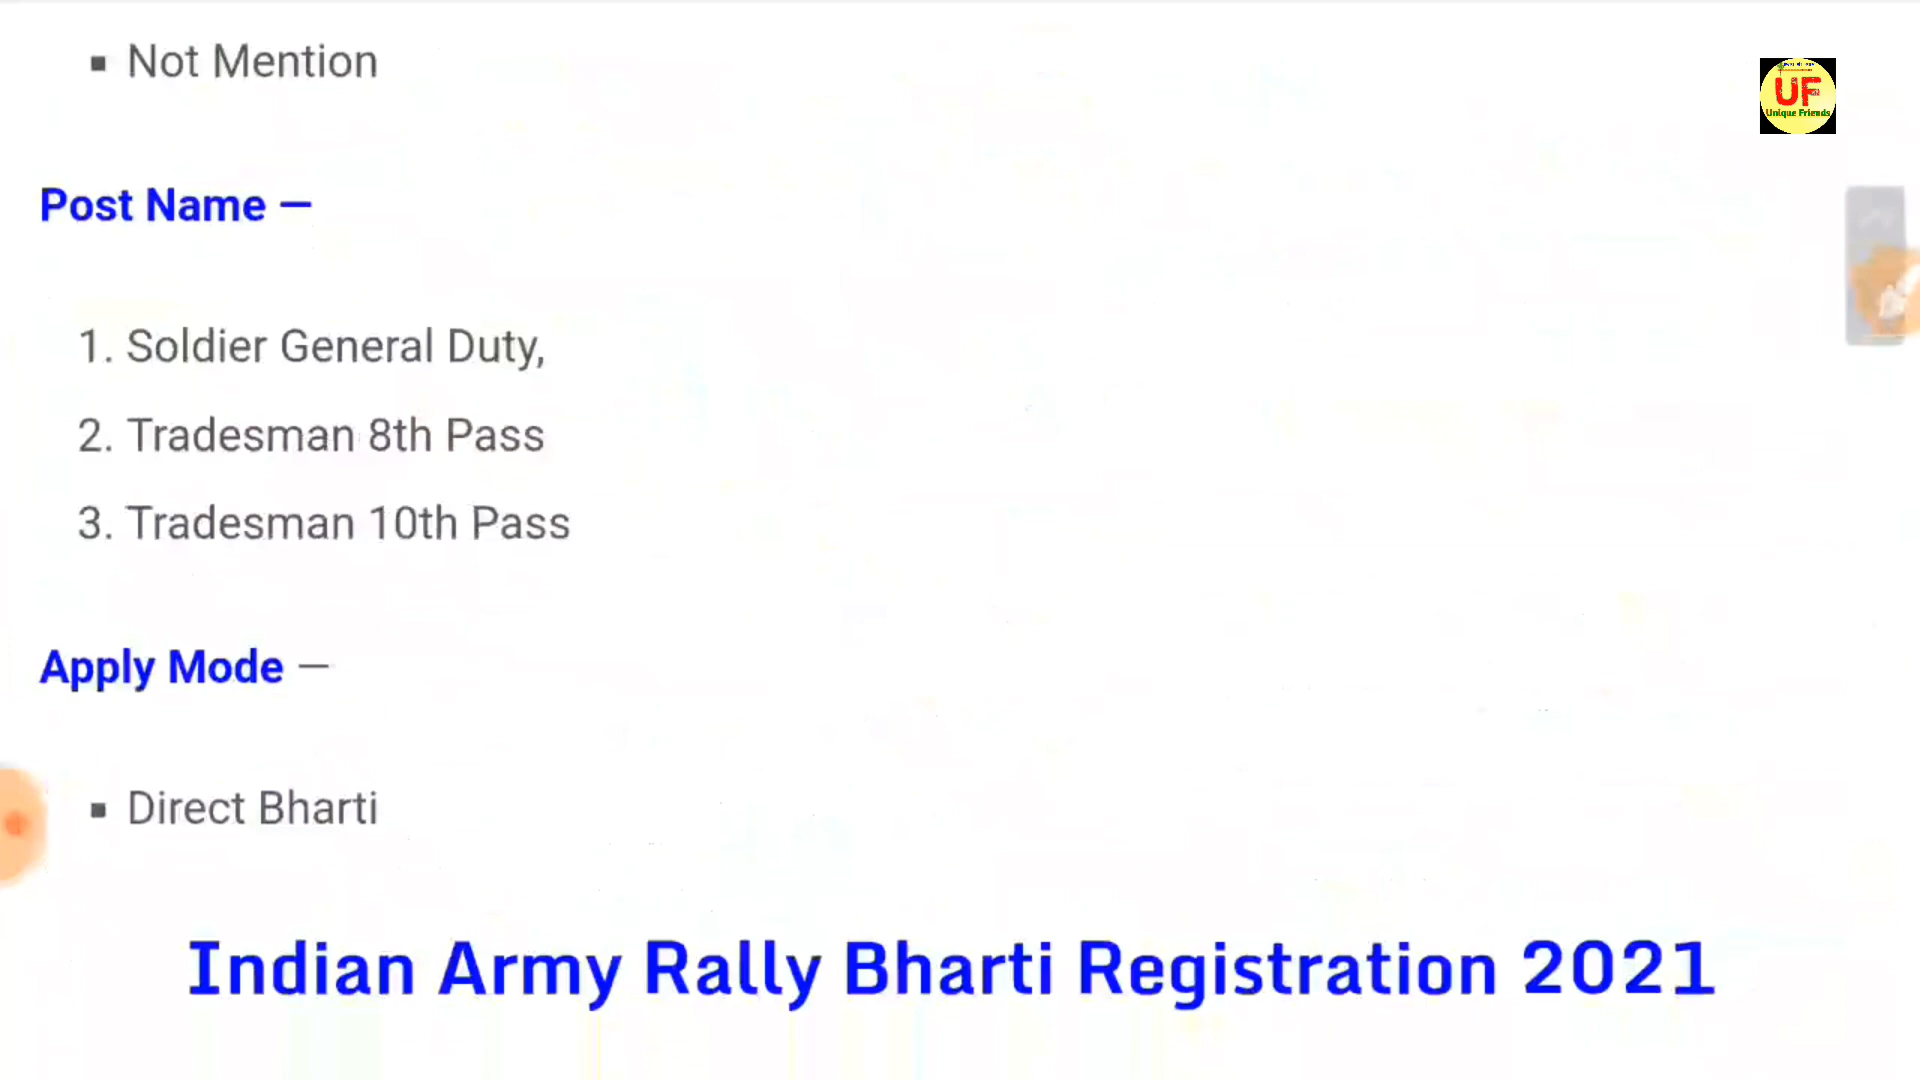 Not Mention
UF
Unique Friends
Post Name —
1. Soldier General Duty,
2. Tradesman 8th Pass
3. Tradesman 10th Pass
Apply Mode —
Direct Bharti
Indian Army Rally Bharti Registration 2021